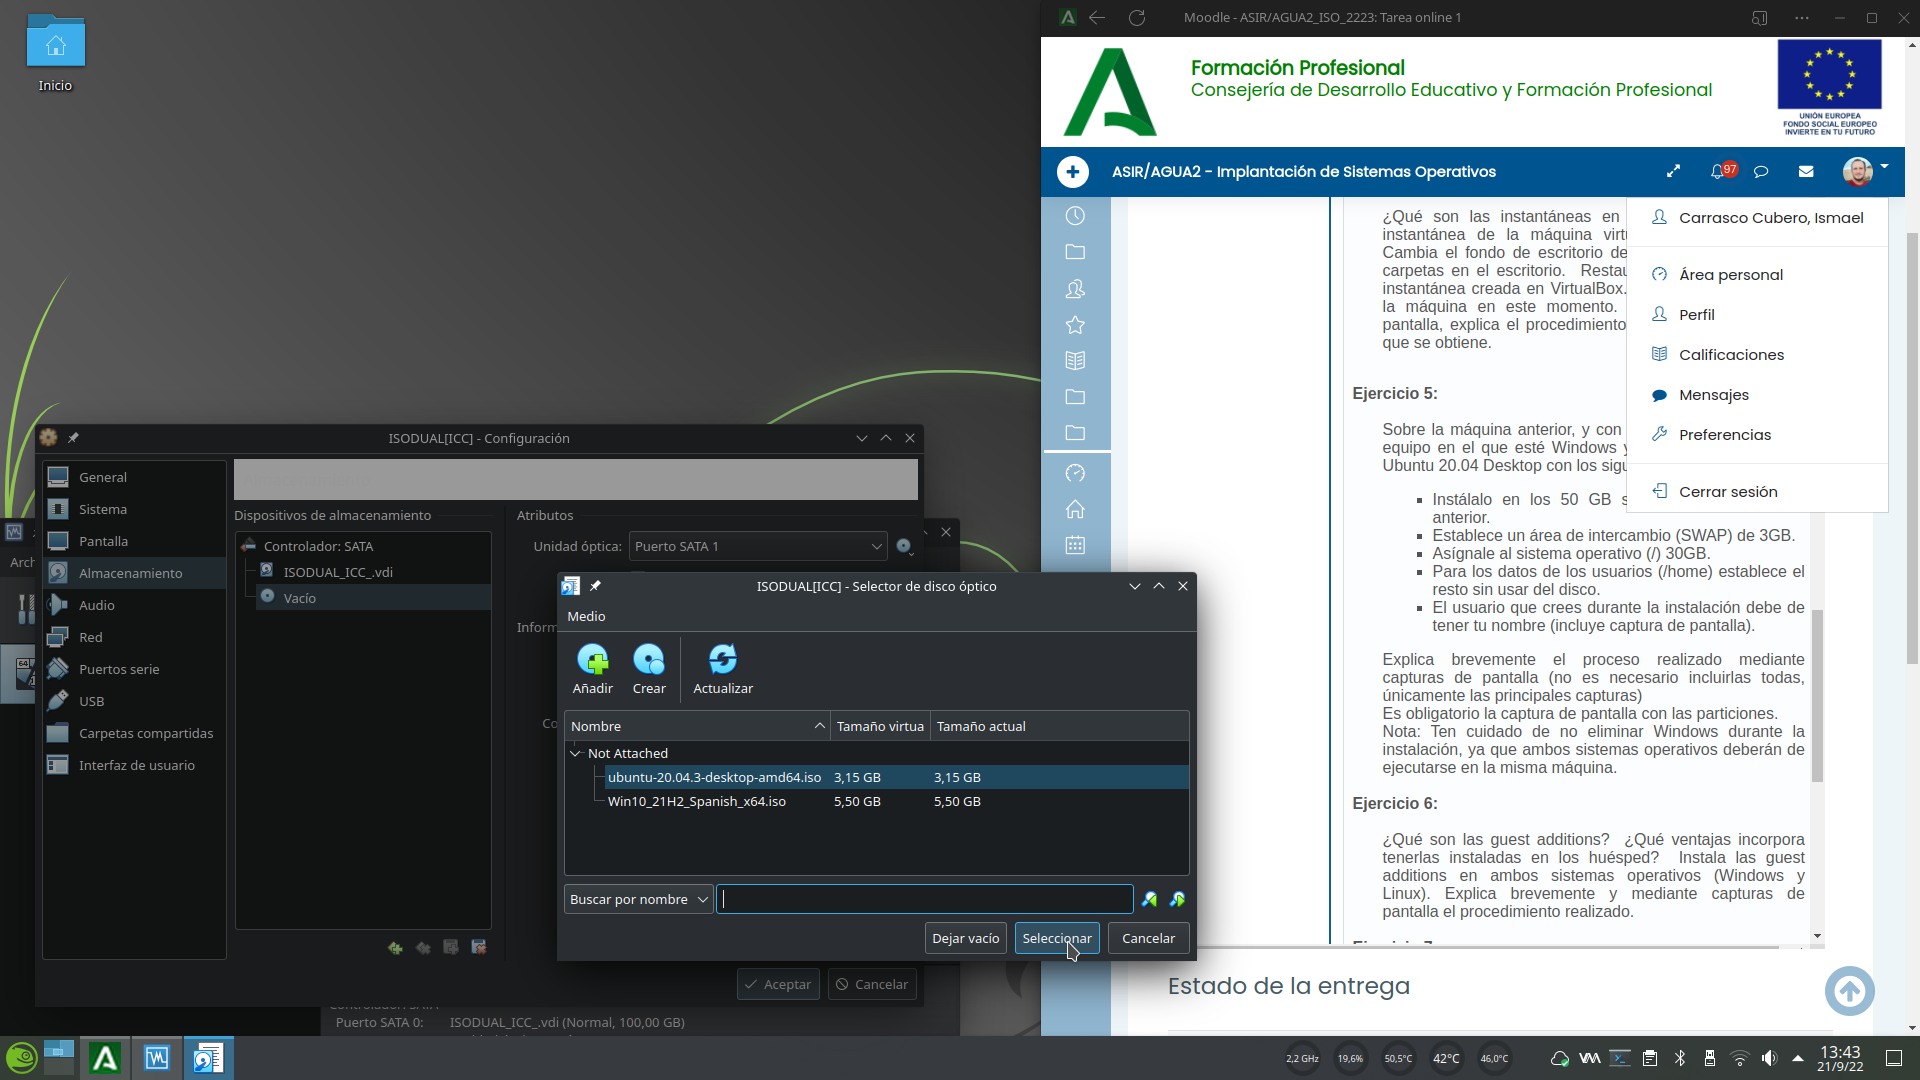 Inicio
Moodle - ASIR/AGUA2_ISO_2223: Tarea online 1
Formación Profesional
Consejería de Desarrollo Educativo y Formación Profesional
UNIÓN EUROPEA
FONDO SOCIAL EUROPEO
INVIERTE EN TU FUTURO
ASIR/AGUA2 - Implantación de Sistemas Operativos
97
Carrasco Cubero, Ismael
Área personal
Perfil
Calificaciones
Mensajes
Preferencias
Cerrar sesión
¿Qué son las instantáneas en
instantánea de la máquina virtu
Cambia el fondo de escritorio de
carpetas en el escritorio. Restau
instantánea creada en VirtualBox.
la máquina en este momento.
pantalla, explica el procedimiento
que se obtiene.
Ejercicio 5:
Sobre la máquina anterior, y con
equipo en el que esté Windows y
Ubuntu 20.04 Desktop con los sigu
Instálalo en los 50 GB s
anterior.
Establece un área de intercambio (SWAP) de 3GB.
Asígnale al sistema operativo (/) 30GB.
Para los datos de los usuarios (/home) establece el
resto sin usar del disco.
El usuario que crees durante la instalación debe de
tener tu nombre (incluye captura de pantalla).
Explica brevemente el proceso realizado mediante
capturas de pantalla (no es necesario incluirlas todas,
únicamente las principales capturas)
Es obligatorio la captura de pantalla con las particiones.
Nota: Ten cuidado de no eliminar Windows durante la
instalación, ya que ambos sistemas operativos deberán de
ejecutarse en la misma máquina.
Ejercicio 6:
¿Qué son las guest additions? ¿Qué ventajas incorpora
tenerlas instaladas en los huésped? Instala las guest
additions en ambos sistemas operativos (Windows y
Linux). Explica brevemente y mediante capturas de
pantalla el procedimiento realizado.
Estado de la entrega
ISODUAL[ICC] - Configuración
General
Sistema
Pantalla
Almacenamiento
Audio
Red
Puertos serie
USB
Carpetas compartidas
Interfaz de usuario
Dispositivos de almacenamiento
Controlador: SATA
ISODUAL_ICC_.vdi
Vacío
Atributos
Unidad óptica:
Puerto SATA 1
Inform
Co
Aceptar
Cancelar
Arch
64
ISODUAL[ICC] - Selector de disco óptico
Medio
Añadir
Crear
Actualizar
Nombre
Tamaño virtua
Tamaño actual
Not Attached
ubuntu-20.04.3-desktop-amd64.iso 3,15 GB 3,15 GB
Win10_21H2_Spanish_x64.iso 5,50 GB 5,50 GB
Buscar por nombre
Dejar vacío
Seleccionar
Cancelar
Puerto SATA 0: ISODUAL_ICC_.vdi (Normal, 100,00 GB)
2,2 GHz
19,6%
50,5°C
42°C
46,0°C
13:43
21/9/22